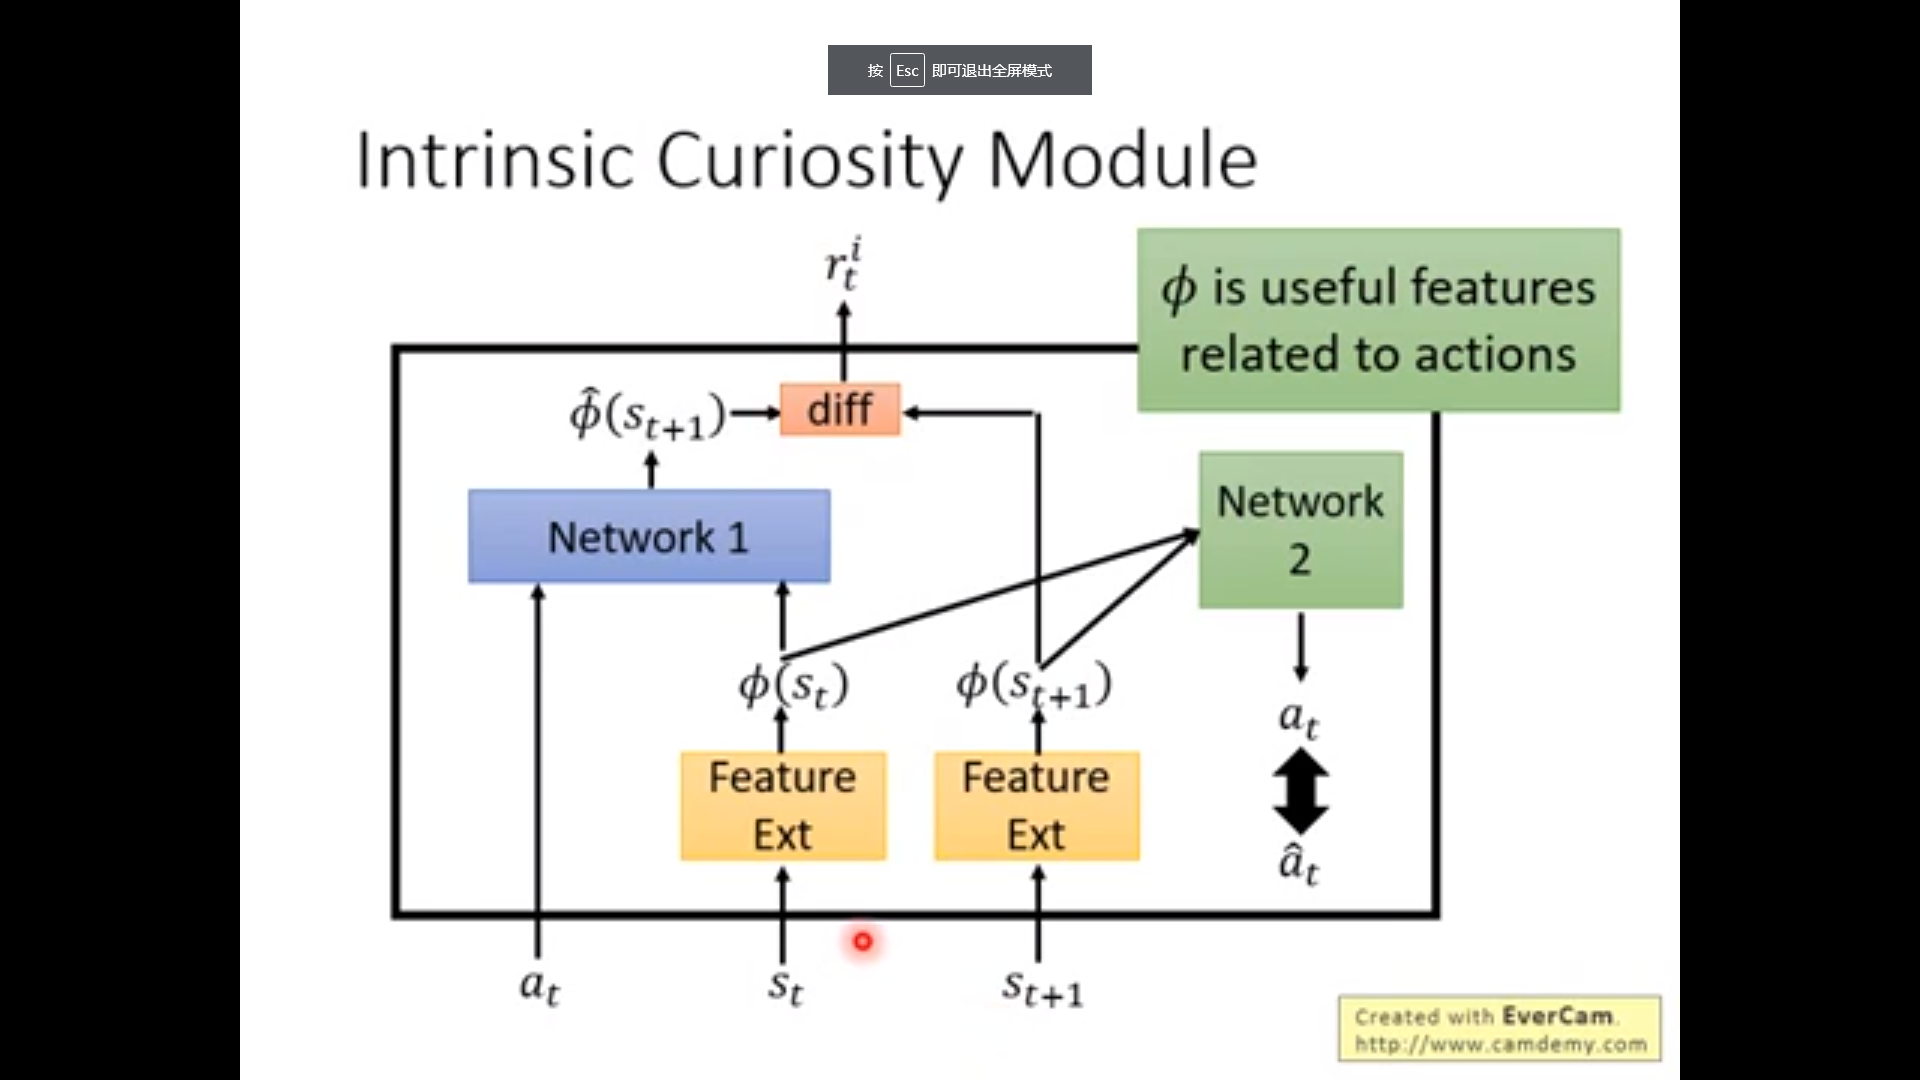 按 Esc 即可退出全屏模式
Intrinsic Curiosity Module
r_t^i
ϕ is useful features
related to actions
ϕ̂(s_{t+1})
diff
Network 1
Network
2
ϕ(s_t)
ϕ(s_{t+1})
a_t
Feature
Ext
Feature
Ext
â_t
a_t
s_t
s_{t+1}
Created with EverCam.
http://www.camdemy.com